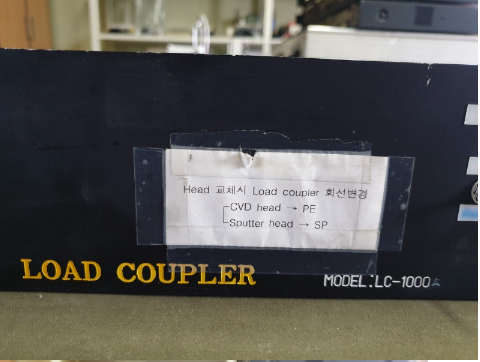 Head 교체시 Load coupler 회선변경
CVD head → PE
Sputter head → SP
LOAD COUPLER
MODEL:LC-1000A